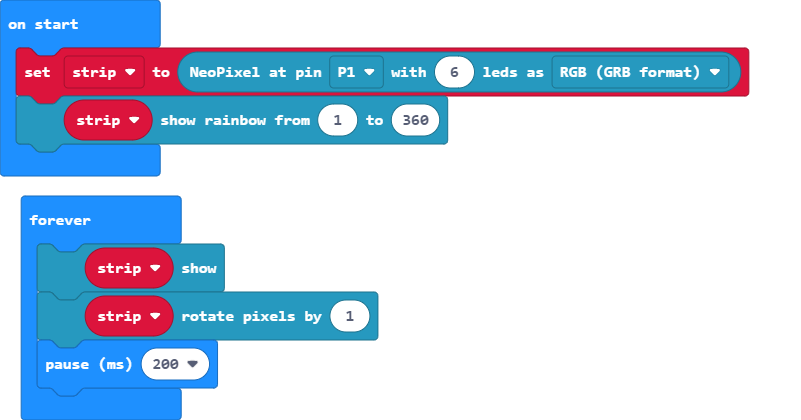 on start
set strip to NeoPixel at pin P1 with 6 leds as RGB (GRB format)
strip show rainbow from 1 to 360
forever
strip show
strip rotate pixels by 1
pause (ms) 200